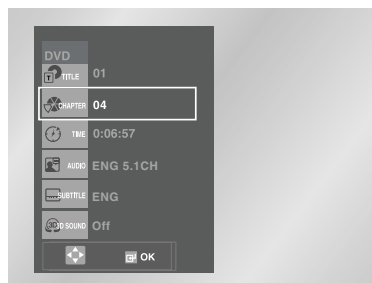 DVD
TITLE 01
CHAPTER 04
TIME 0:06:57
AUDIO ENG 5.1CH
SUBTITLE ENG
3D SOUND Off
OK